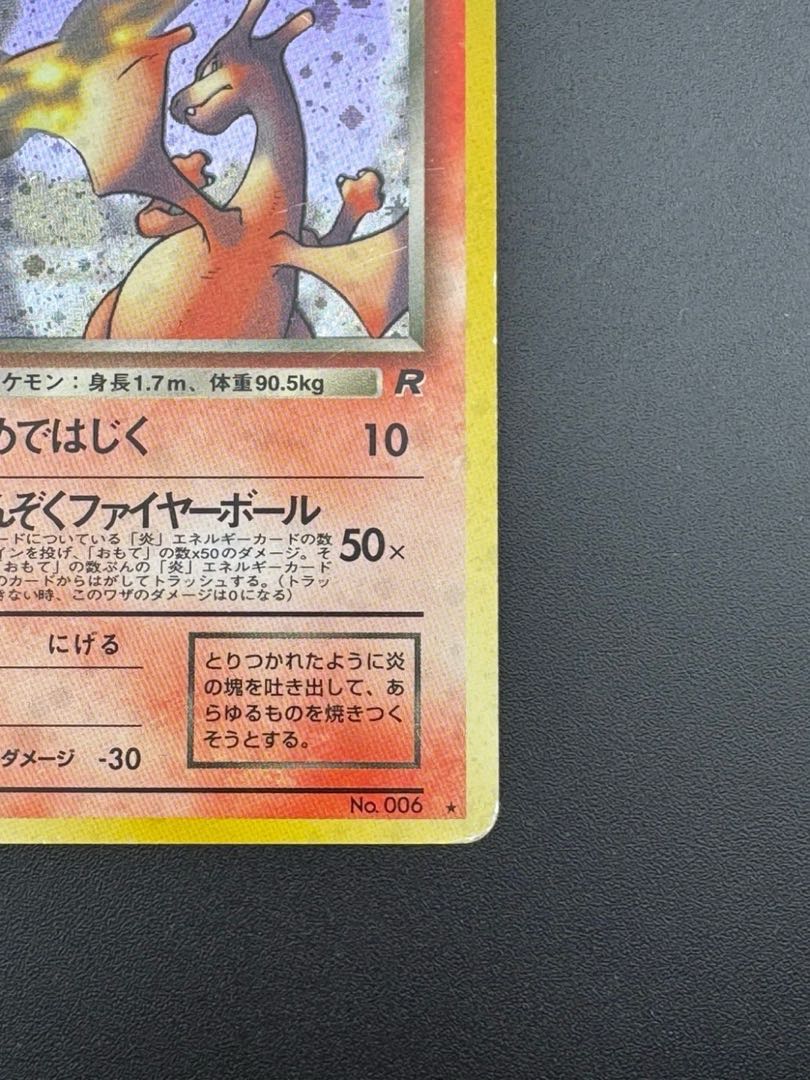 ケモン：身長1.7m、体重90.5kg R
めではじく 10
んぞくファイヤーボール
ードについている「炎」エネルギーカードの数
インを投げ、「おもて」の数x50のダメージ。そ
おもて」の数ぶんの「炎」エネルギーカード
のカードからはがしてトラッシュする。（トラッ
きない時、このワザのダメージは0になる）
50×
にげる
とりつかれたように炎
の塊を吐き出して、あ
らゆるものを焼きつく
そうとする。
ダメージ -30
No. 006 ★